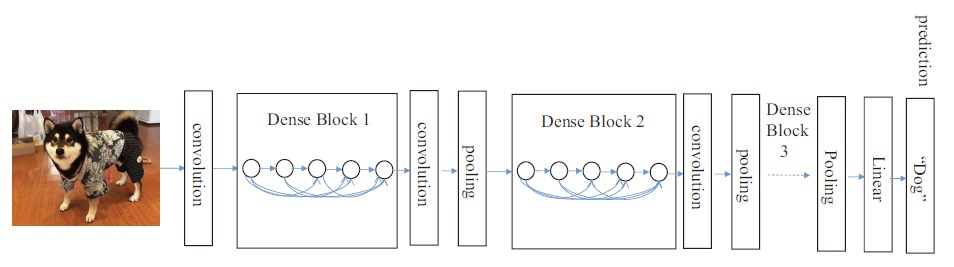 prediction
convolution
Dense Block 1
convolution
pooling
Dense Block 2
convolution
pooling
Dense
Block
3
Pooling
Linear
“Dog”